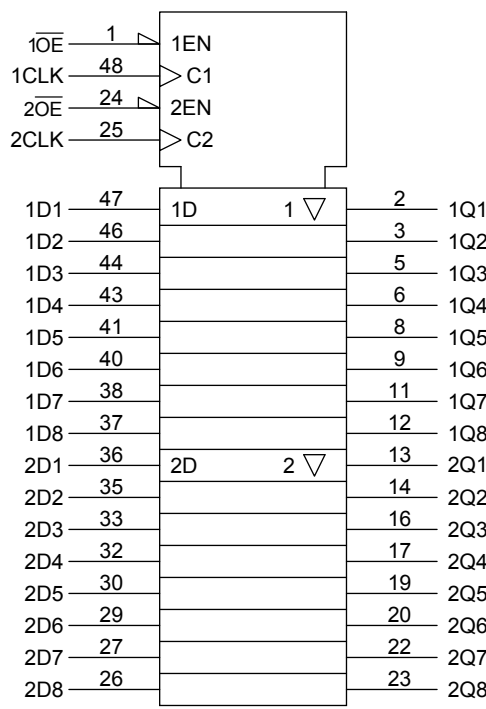 1O̅E̅ 1 1EN
1CLK 48 C1
2O̅E̅ 24 2EN
2CLK 25 C2
1D1 47 1D 1 ▽ 2 1Q1
1D2 46 3 1Q2
1D3 44 5 1Q3
1D4 43 6 1Q4
1D5 41 8 1Q5
1D6 40 9 1Q6
1D7 38 11 1Q7
1D8 37 12 1Q8
2D1 36 2D 2 ▽ 13 2Q1
2D2 35 14 2Q2
2D3 33 16 2Q3
2D4 32 17 2Q4
2D5 30 19 2Q5
2D6 29 20 2Q6
2D7 27 22 2Q7
2D8 26 23 2Q8